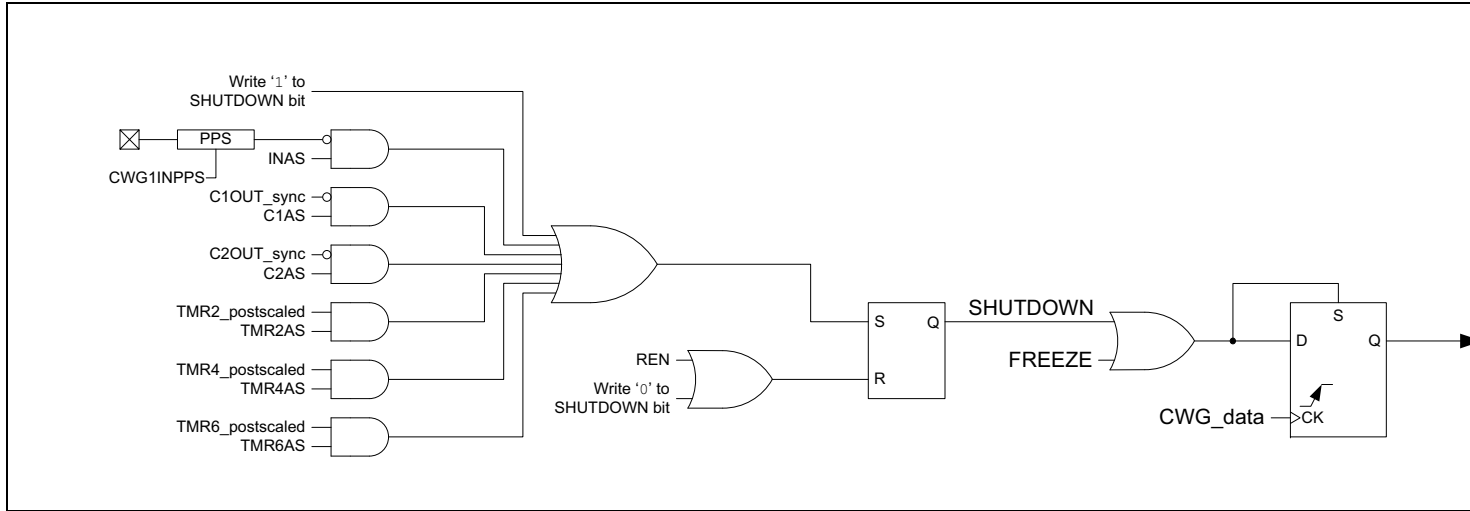 Write ‘1’ to
SHUTDOWN bit
PPS
INAS
CWG1INPPS
C1OUT_sync
C1AS
C2OUT_sync
C2AS
TMR2_postscaled
TMR2AS
TMR4_postscaled
TMR4AS
TMR6_postscaled
TMR6AS
REN
Write ‘0’ to
SHUTDOWN bit
S
Q
R
SHUTDOWN
FREEZE
S
D
Q
CWG_data
CK